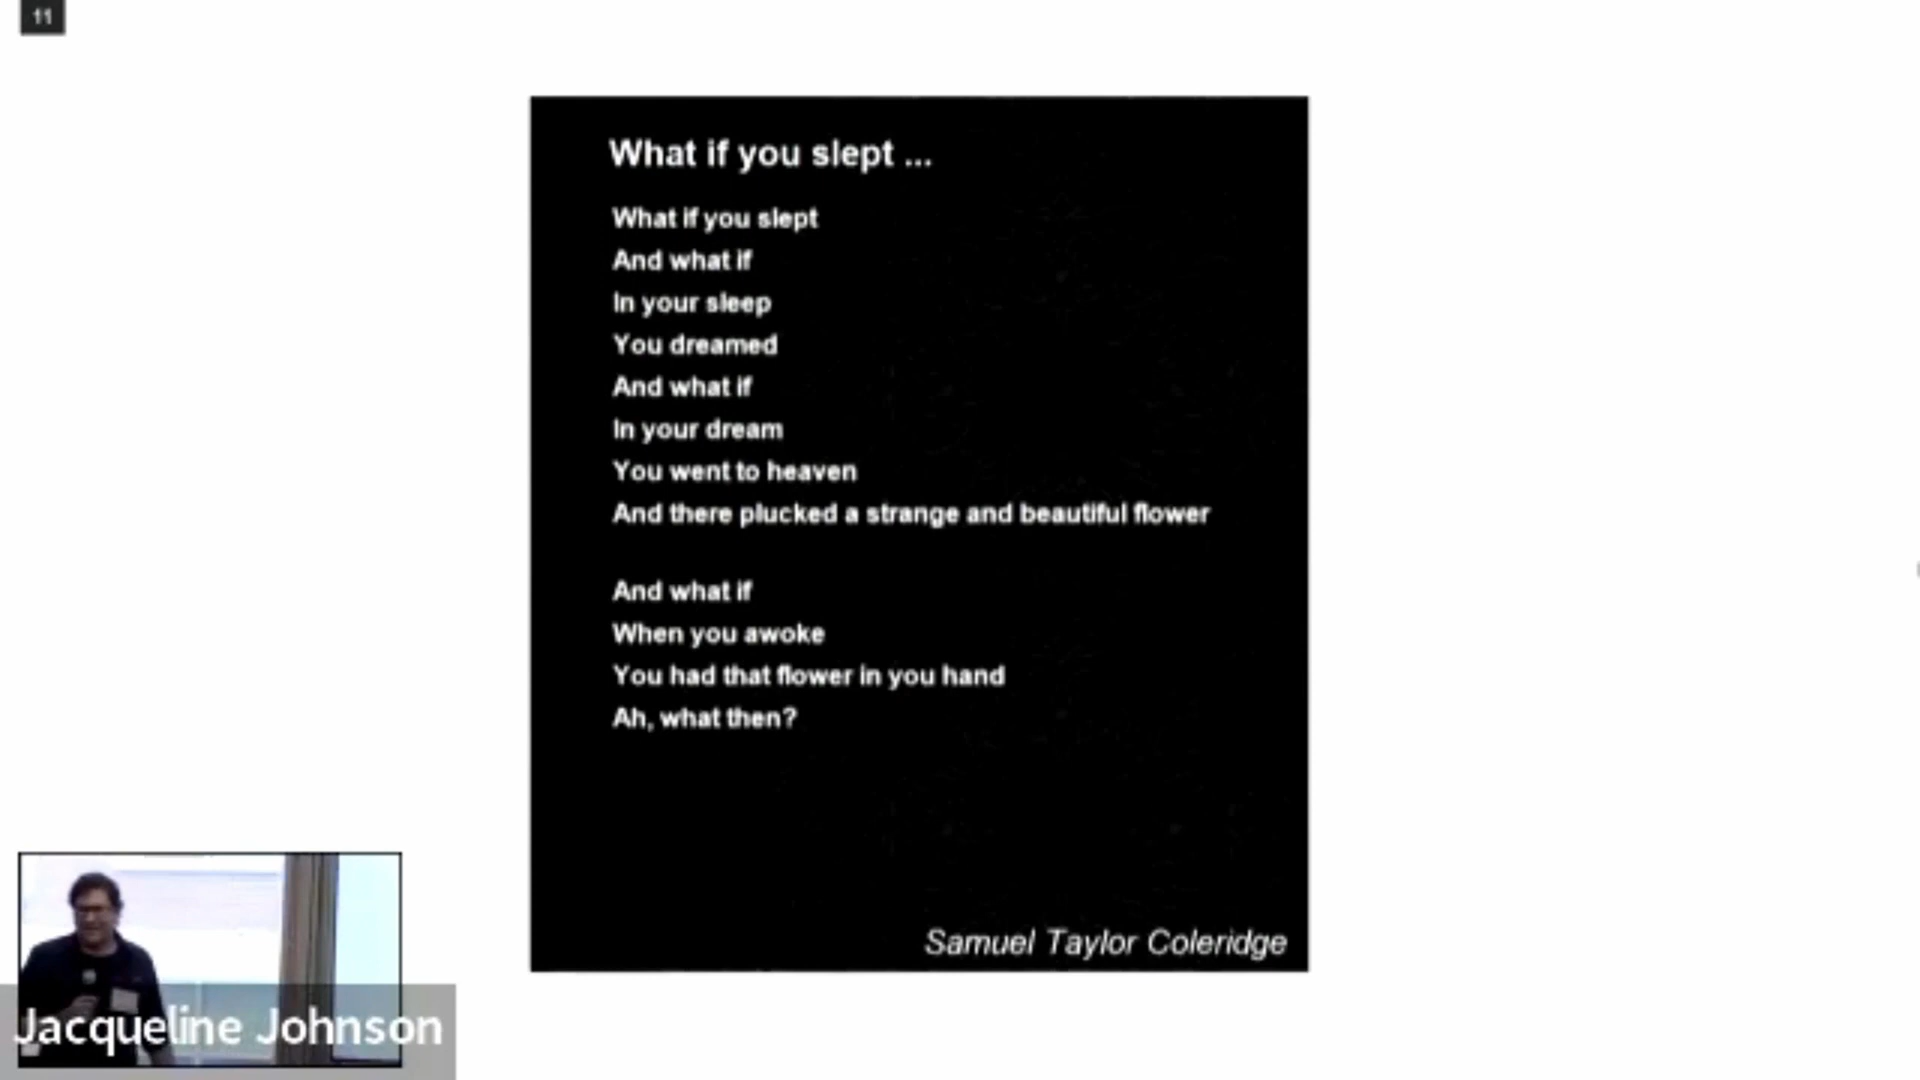 11
What if you slept ...
What if you slept
And what if
In your sleep
You dreamed
And what if
In your dream
You went to heaven
And there plucked a strange and beautiful flower
And what if
When you awoke
You had that flower in you hand
Ah, what then?
Samuel Taylor Coleridge
Jacqueline Johnson